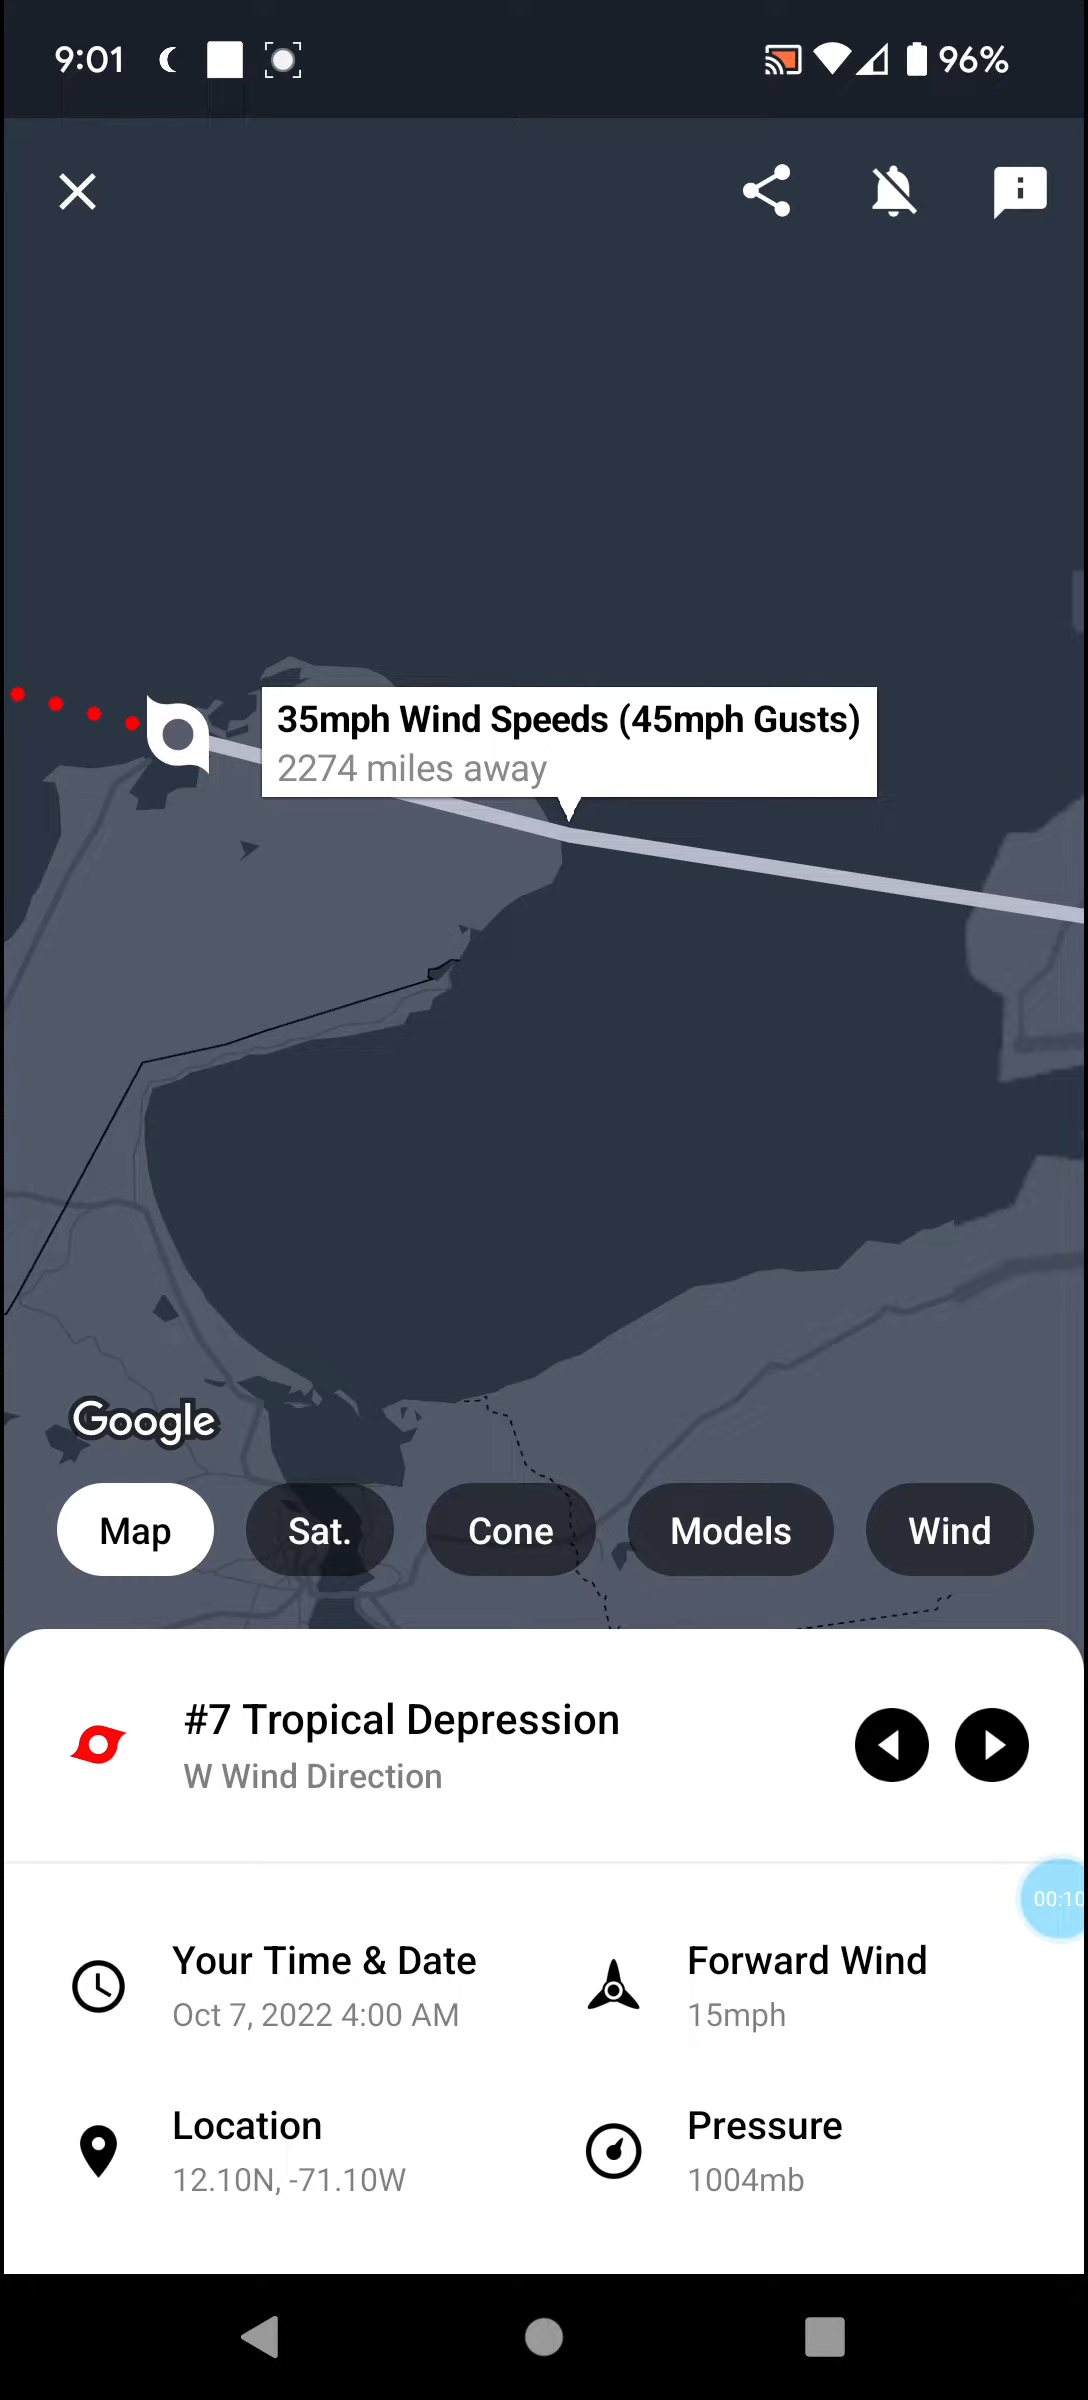 9:01
96%
35mph Wind Speeds (45mph Gusts)
2274 miles away
Google
Map
Sat.
Cone
Models
Wind
#7 Tropical Depression
W Wind Direction
00:10
Your Time & Date
Oct 7, 2022 4:00 AM
Forward Wind
15mph
Location
12.10N, -71.10W
Pressure
1004mb